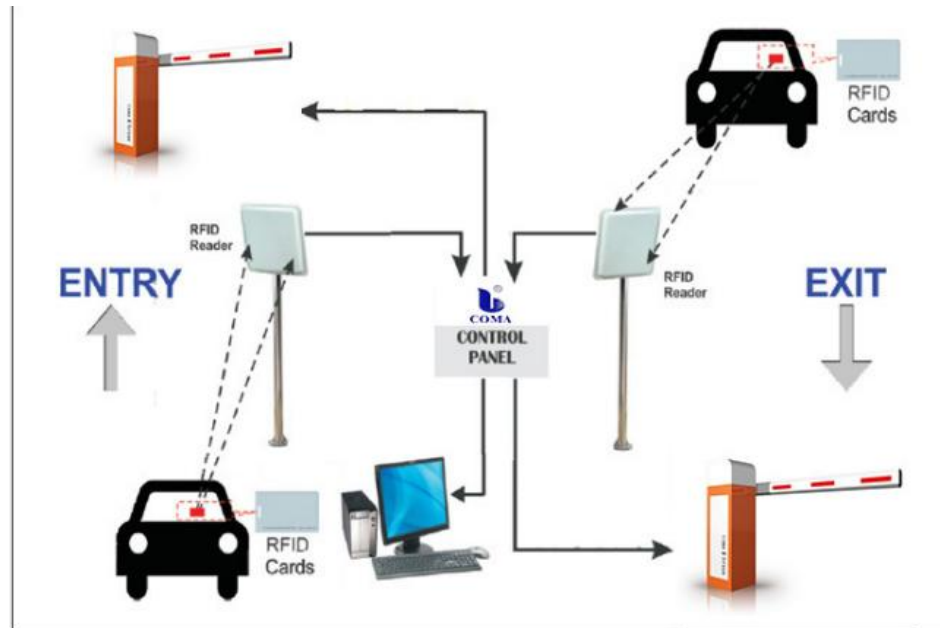 RFID
Cards
RFID
Reader
ENTRY
RFID
Reader
EXIT
COMA
CONTROL
PANEL
RFID
Cards